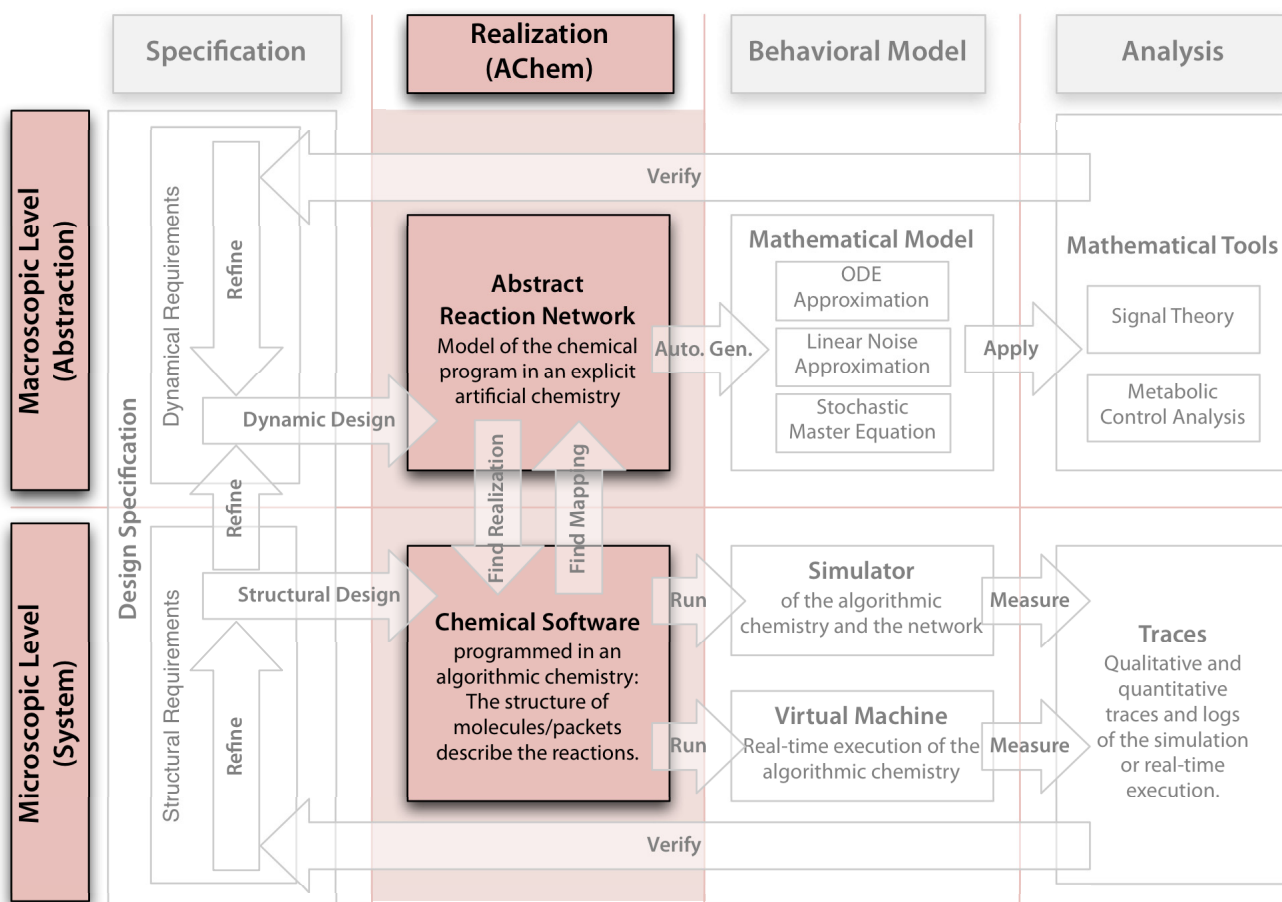 Specification
Realization
(AChem)
Behavioral Model
Analysis
Macroscopic Level
(Abstraction)
Microscopic Level
(System)
Design Specification
Dynamical Requirements
Refine
Verify
Dynamic Design
Refine
Structural Requirements
Structural Design
Refine
Verify
Abstract
Reaction Network
Model of the chemical
program in an explicit
artificial chemistry
Auto. Gen.
Find Realization
Find Mapping
Chemical Software
programmed in an
algorithmic chemistry:
The structure of
molecules/packets
describe the reactions.
Run
Run
Mathematical Model
ODE
Approximation
Linear Noise
Approximation
Stochastic
Master Equation
Apply
Mathematical Tools
Signal Theory
Metabolic
Control Analysis
Simulator
of the algorithmic
chemistry and the network
Measure
Virtual Machine
Real-time execution of the
algorithmic chemistry
Measure
Traces
Qualitative and
quantitative
traces and logs
of the simulation
or real-time
execution.